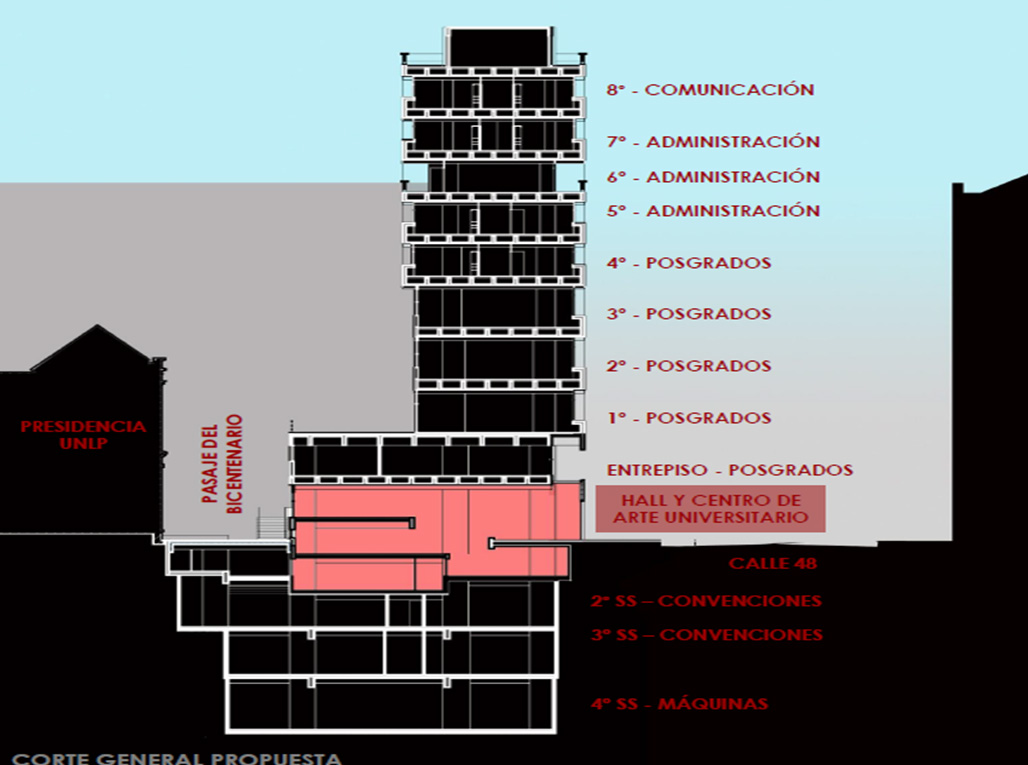 8° - COMUNICACIÓN
7° - ADMINISTRACIÓN
6° - ADMINISTRACIÓN
5° - ADMINISTRACIÓN
4° - POSGRADOS
3° - POSGRADOS
2° - POSGRADOS
1° - POSGRADOS
PRESIDENCIA
UNLP
PASAJE DEL
BICENTENARIO
ENTREPISO - POSGRADOS
HALL Y CENTRO DE
ARTE UNIVERSITARIO
CALLE 48
2° SS – CONVENCIONES
3° SS – CONVENCIONES
4° SS - MÁQUINAS
CORTE GENERAL PROPUESTA